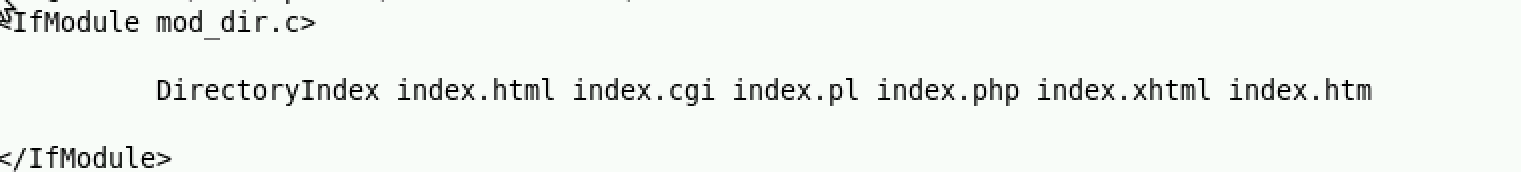 <IfModule mod_dir.c>
DirectoryIndex index.html index.cgi index.pl index.php index.xhtml index.htm
</IfModule>